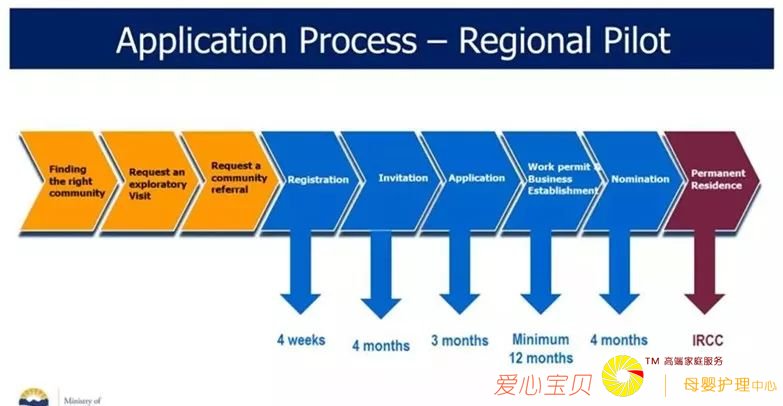 Application Process – Regional Pilot
Finding
the right
community
Request an
exploratory
Visit
Request a
community
referral
Registration
Invitation
Application
Work permit &
Business
Establishment
Nomination
Permanent
Residence
4 weeks
4 months
3 months
Minimum
12 months
4 months
IRCC
爱心宝贝
TM 高端家庭服务
母婴护理中心
Ministry of